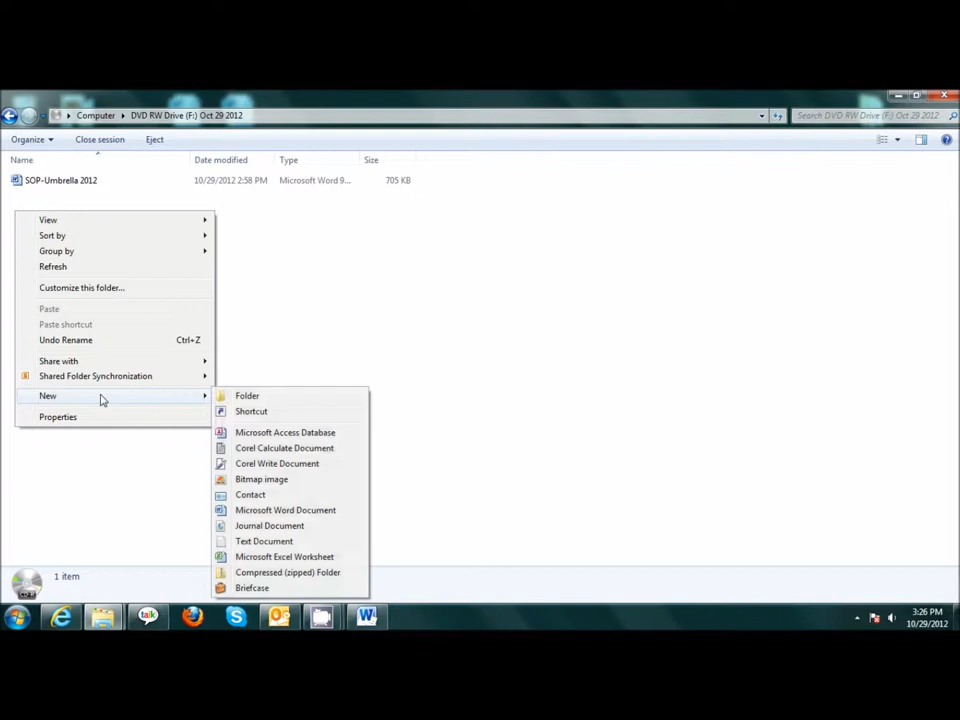 Computer DVD RW Drive (F:) Oct 29 2012 Search DVD RW Drive (F:) Oct 29 2012
Organize Close session Eject
Name Date modified Type Size
SOP-Umbrella 2012 10/29/2012 2:58 PM Microsoft Word 9... 705 KB
View
Sort by
Group by
Refresh
Customize this folder...
Paste
Paste shortcut
Undo Rename Ctrl+Z
Share with
Shared Folder Synchronization
New
Properties
Folder
Shortcut
Microsoft Access Database
Corel Calculate Document
Corel Write Document
Bitmap image
Contact
Microsoft Word Document
Journal Document
Text Document
Microsoft Excel Worksheet
Compressed (zipped) Folder
Briefcase
1 item
talk
3:26 PM
10/29/2012